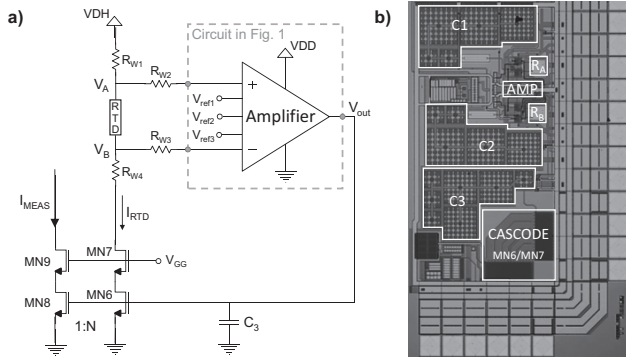 a)
VDH
Circuit in Fig. 1
RW1
VDD
VA
RW2
+
Vref1
Vref2
Vref3
Amplifier
Vout
RTD
VB
RW3
−
RW4
IMEAS
IRTD
MN9
MN7
VGG
MN8
MN6
1:N
C3
b)
C1
RA
AMP
RB
C2
C3
CASCODE
MN6/MN7